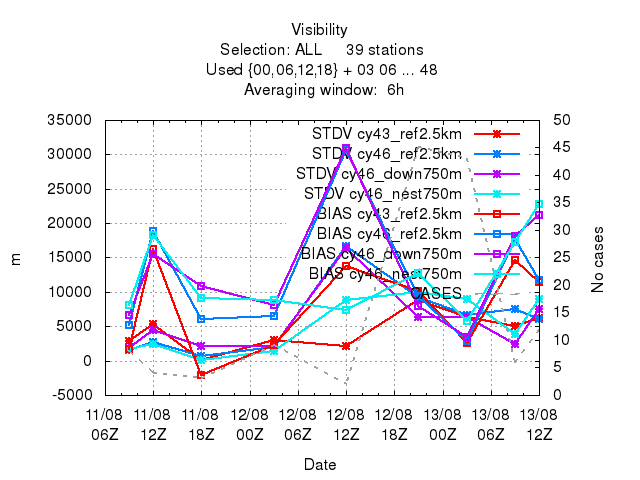 Visibility
Selection: ALL 39 stations
Used {00,06,12,18} + 03 06 ... 48
Averaging window: 6h
35000
30000
25000
20000
15000
10000
5000
0
-5000
m
50
45
40
35
30
25
20
15
10
5
0
No cases
STDV cy43_ref2.5km
STDV cy46_ref2.5km
STDV cy46_down750m
STDV cy46_nest750m
BIAS cy43_ref2.5km
BIAS cy46_ref2.5km
BIAS cy46_down750m
BIAS cy46_nest750m
CASES
11/08 11/08 11/08 12/08 12/08 12/08 12/08 13/08 13/08 13/08
06Z 12Z 18Z 00Z 06Z 12Z 18Z 00Z 06Z 12Z
Date